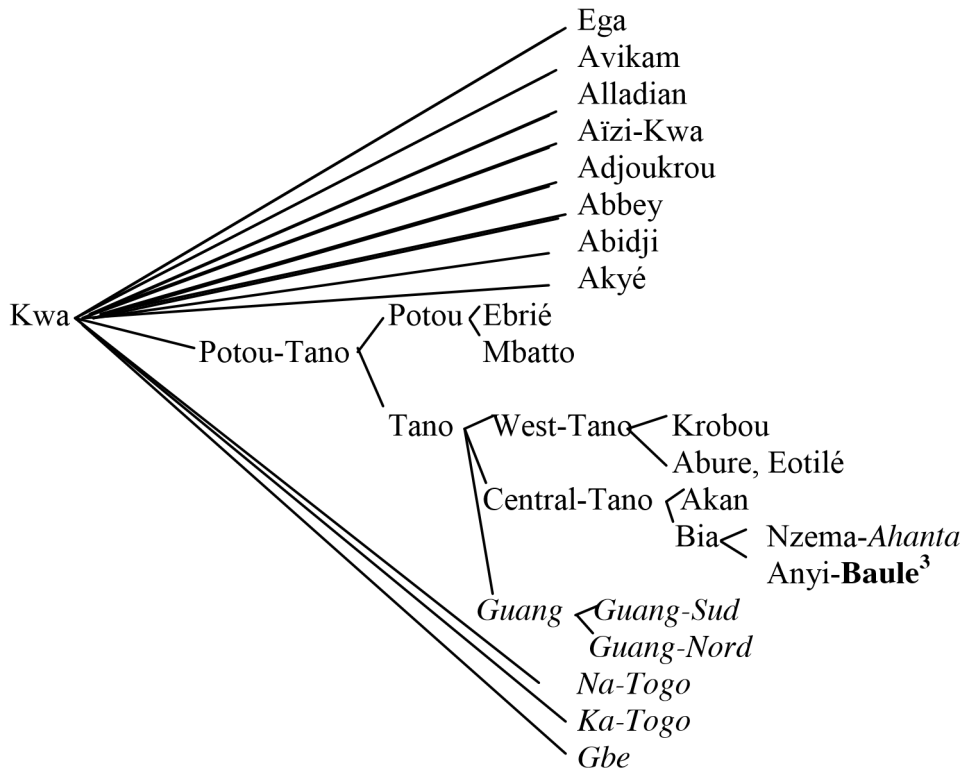 Ega
Avikam
Alladian
Aïzi-Kwa
Adjoukrou
Abbey
Abidji
Akyé
Kwa Potou Ebrié
Potou-Tano Mbatto
Tano West-Tano Krobou
Abure, Eotilé
Central-Tano Akan
Bia Nzema-Ahanta
Anyi-Baule³
Guang Guang-Sud
Guang-Nord
Na-Togo
Ka-Togo
Gbe